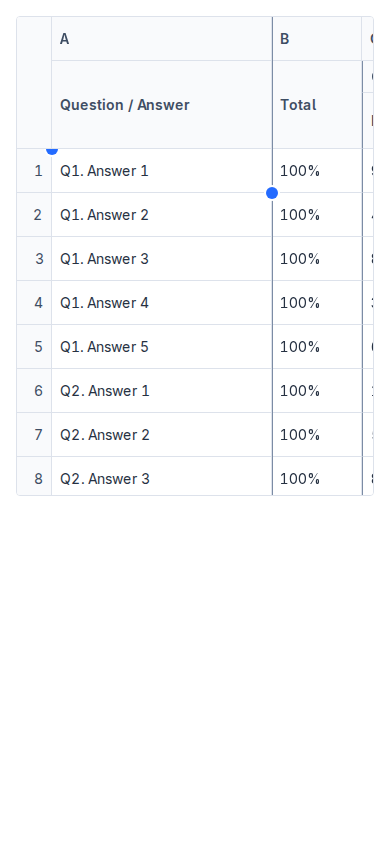 A B
Question / Answer Total
1 Q1. Answer 1 100%
2 Q1. Answer 2 100%
3 Q1. Answer 3 100%
4 Q1. Answer 4 100%
5 Q1. Answer 5 100%
6 Q2. Answer 1 100%
7 Q2. Answer 2 100%
8 Q2. Answer 3 100%